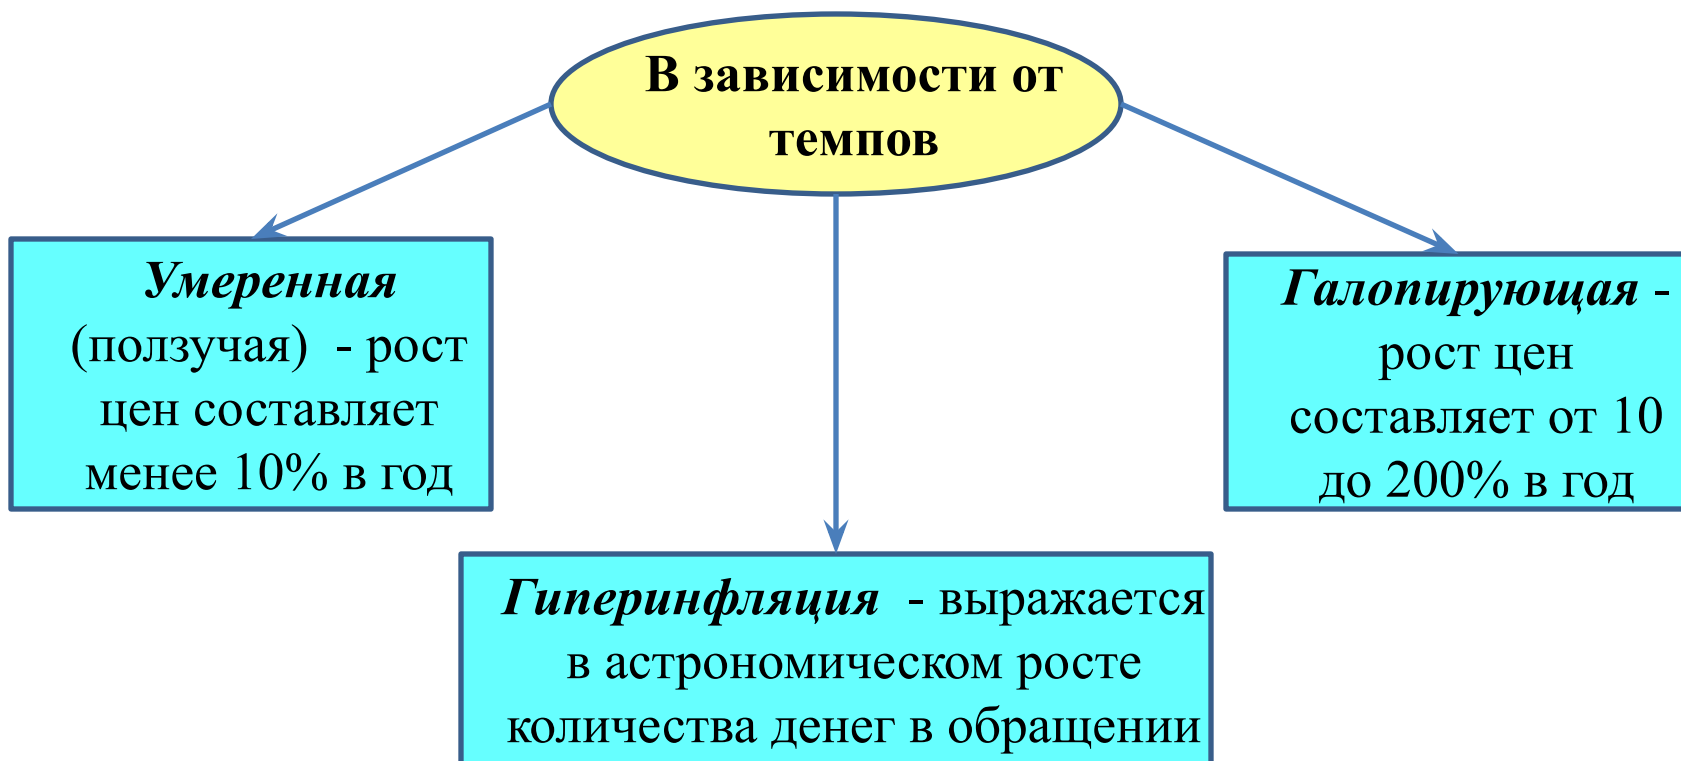 В зависимости от
темпов
Умеренная
(ползучая) - рост
цен составляет
менее 10% в год
Галопирующая -
рост цен
составляет от 10
до 200% в год
Гиперинфляция - выражается
в астрономическом росте
количества денег в обращении